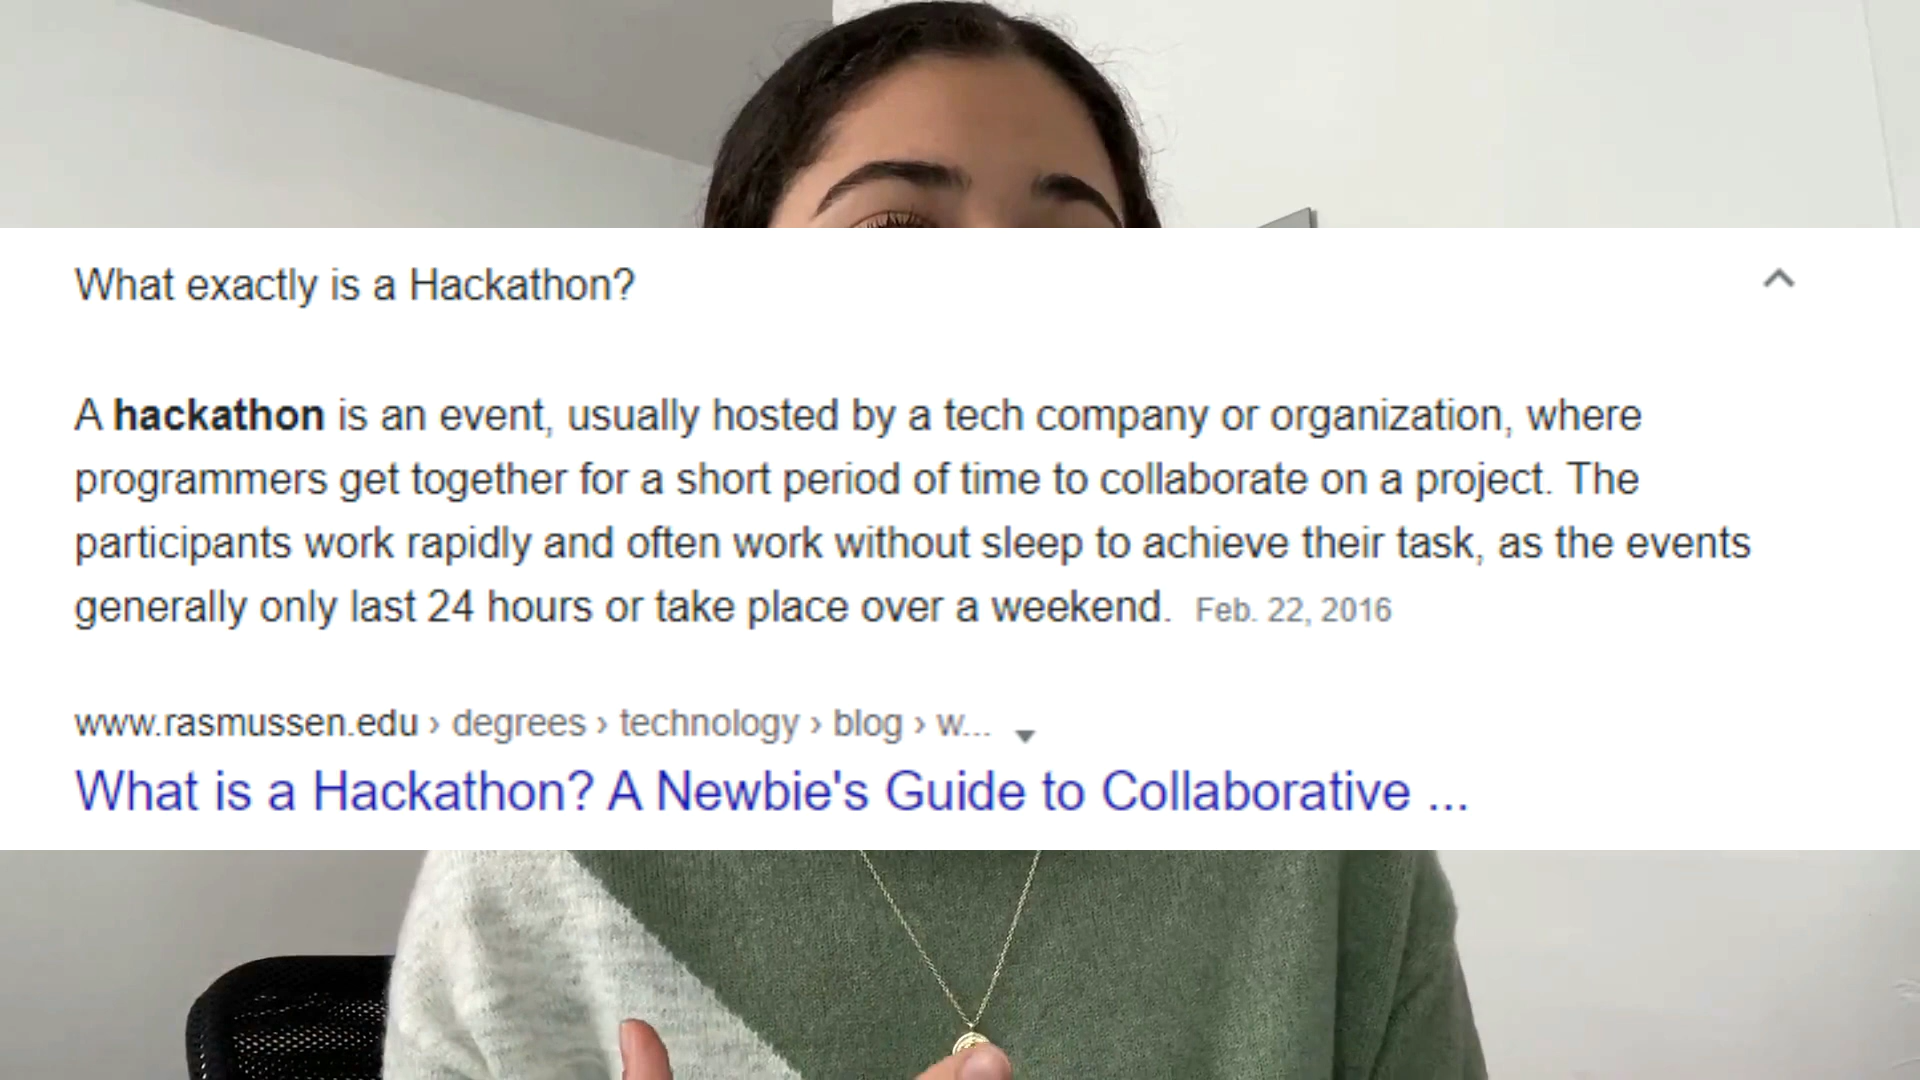 What exactly is a Hackathon?
A hackathon is an event, usually hosted by a tech company or organization, where
programmers get together for a short period of time to collaborate on a project. The
participants work rapidly and often work without sleep to achieve their task, as the events
generally only last 24 hours or take place over a weekend. Feb. 22, 2016
www.rasmussen.edu › degrees › technology › blog › w...
What is a Hackathon? A Newbie's Guide to Collaborative ...